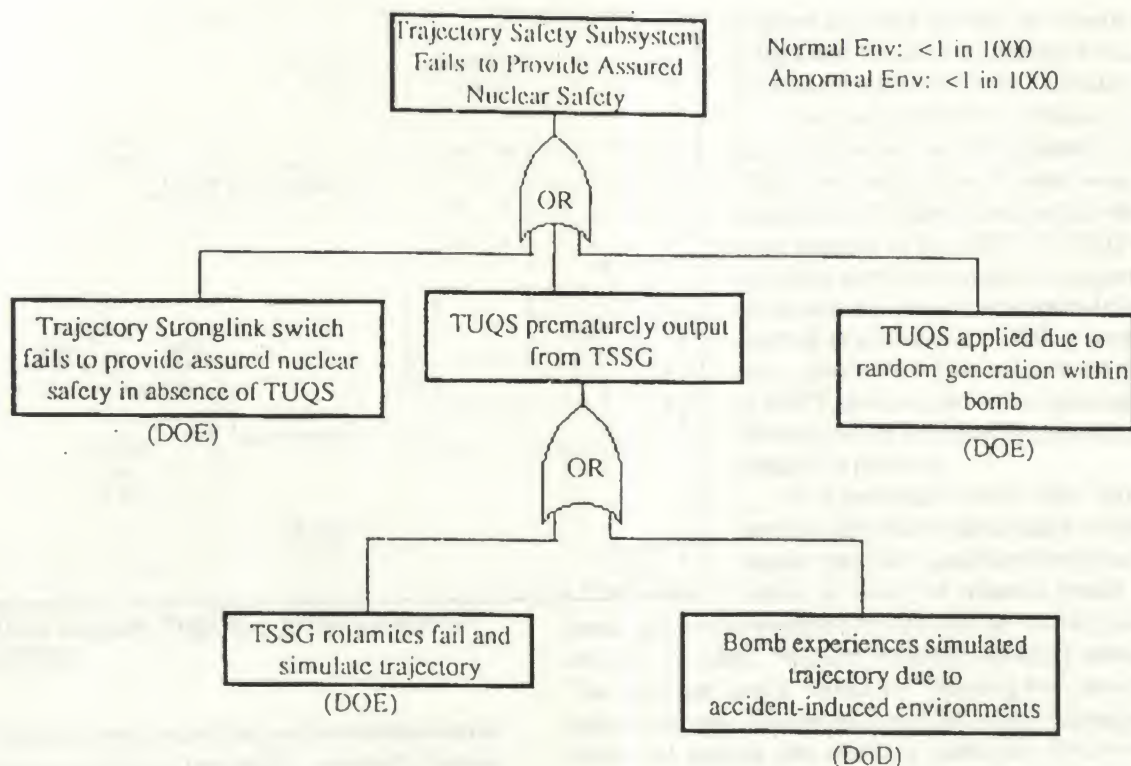 Trajectory Safety Subsystem
Fails to Provide Assured
Nuclear Safety
Normal Env: <1 in 1000
Abnormal Env: <1 in 1000
OR
Trajectory Stronglink switch
fails to provide assured nuclear
safety in absence of TUQS
(DOE)
TUQS prematurely output
from TSSG
TUQS applied due to
random generation within
bomb
(DOE)
OR
TSSG rolamites fail and
simulate trajectory
(DOE)
Bomb experiences simulated
trajectory due to
accident-induced environments
(DoD)